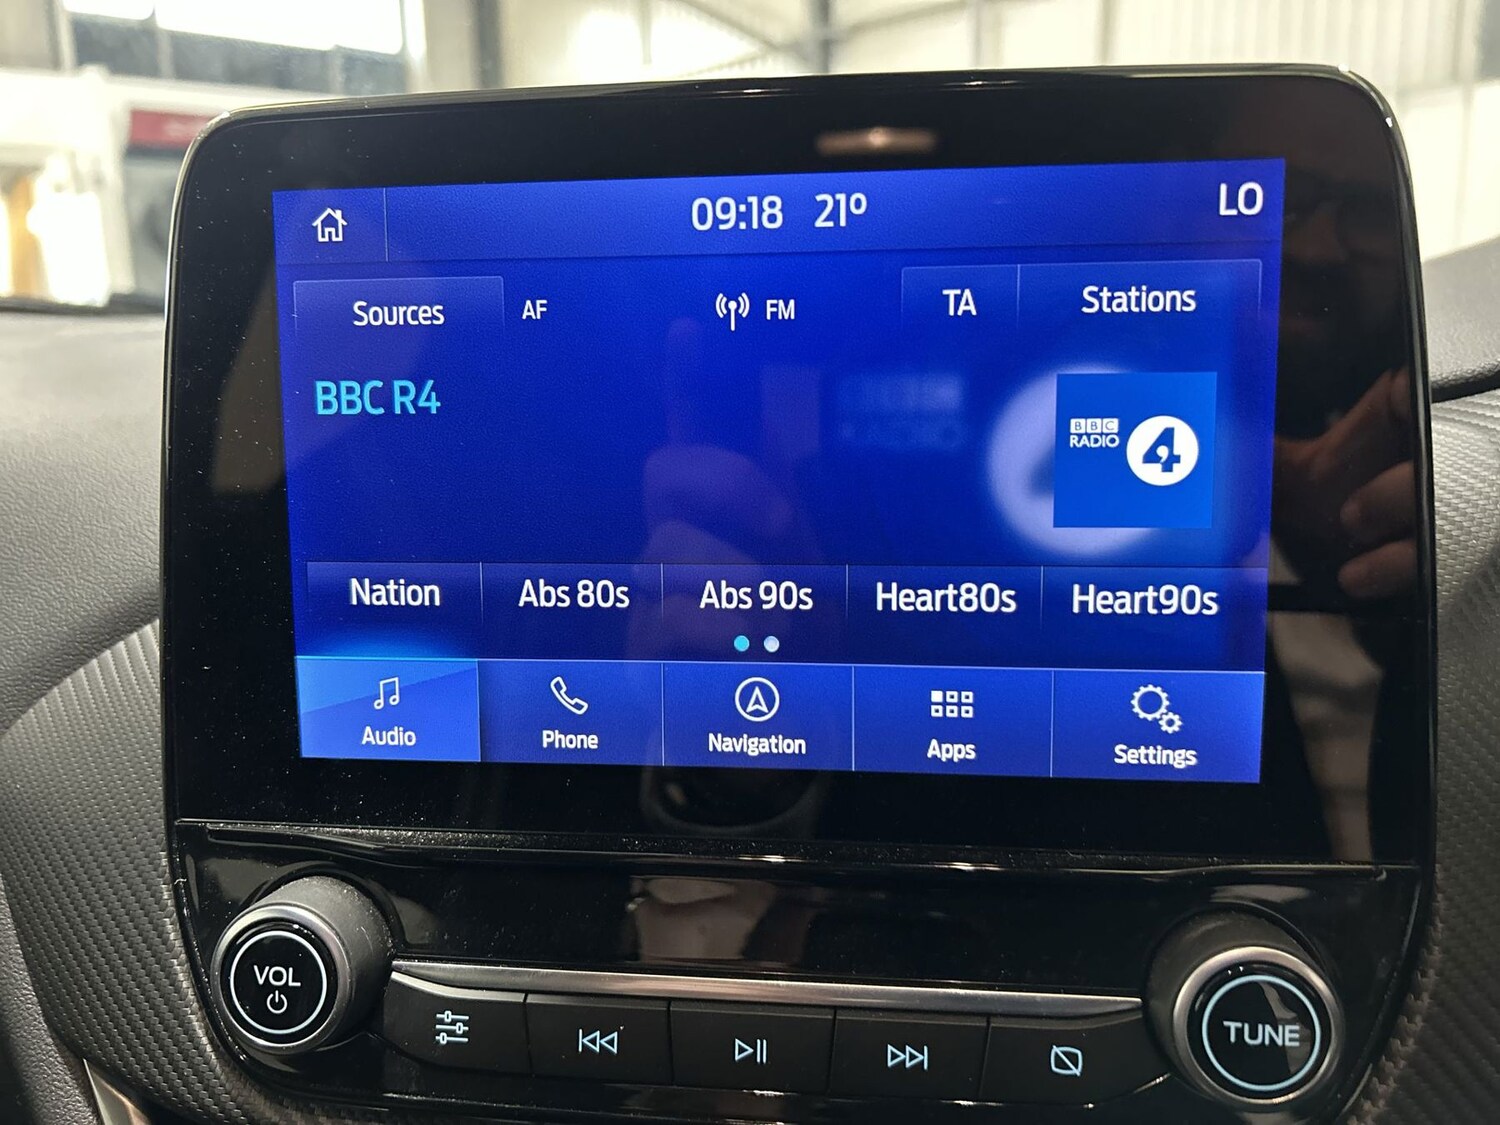 09:18 21° LO
Sources AF FM TA Stations
BBC R4
BBC
RADIO 4
Nation Abs 80s Abs 90s Heart80s Heart90s
Audio Phone Navigation Apps Settings
VOL
TUNE